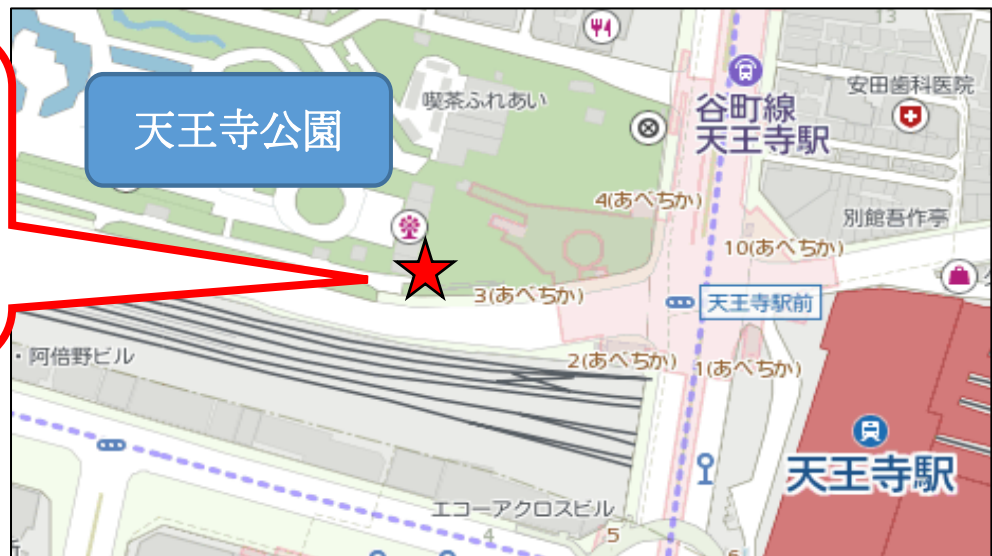 13
安田歯科医院
喫茶ふれあい
谷町線
天王寺駅
天王寺公園
4(あべちか)
別館吾作亭
10(あべちか)
3(あべちか)
天王寺駅前
・阿倍野ビル
2(あべちか)
1(あべちか)
天王寺駅
エコーアクロスビル
4
5
6